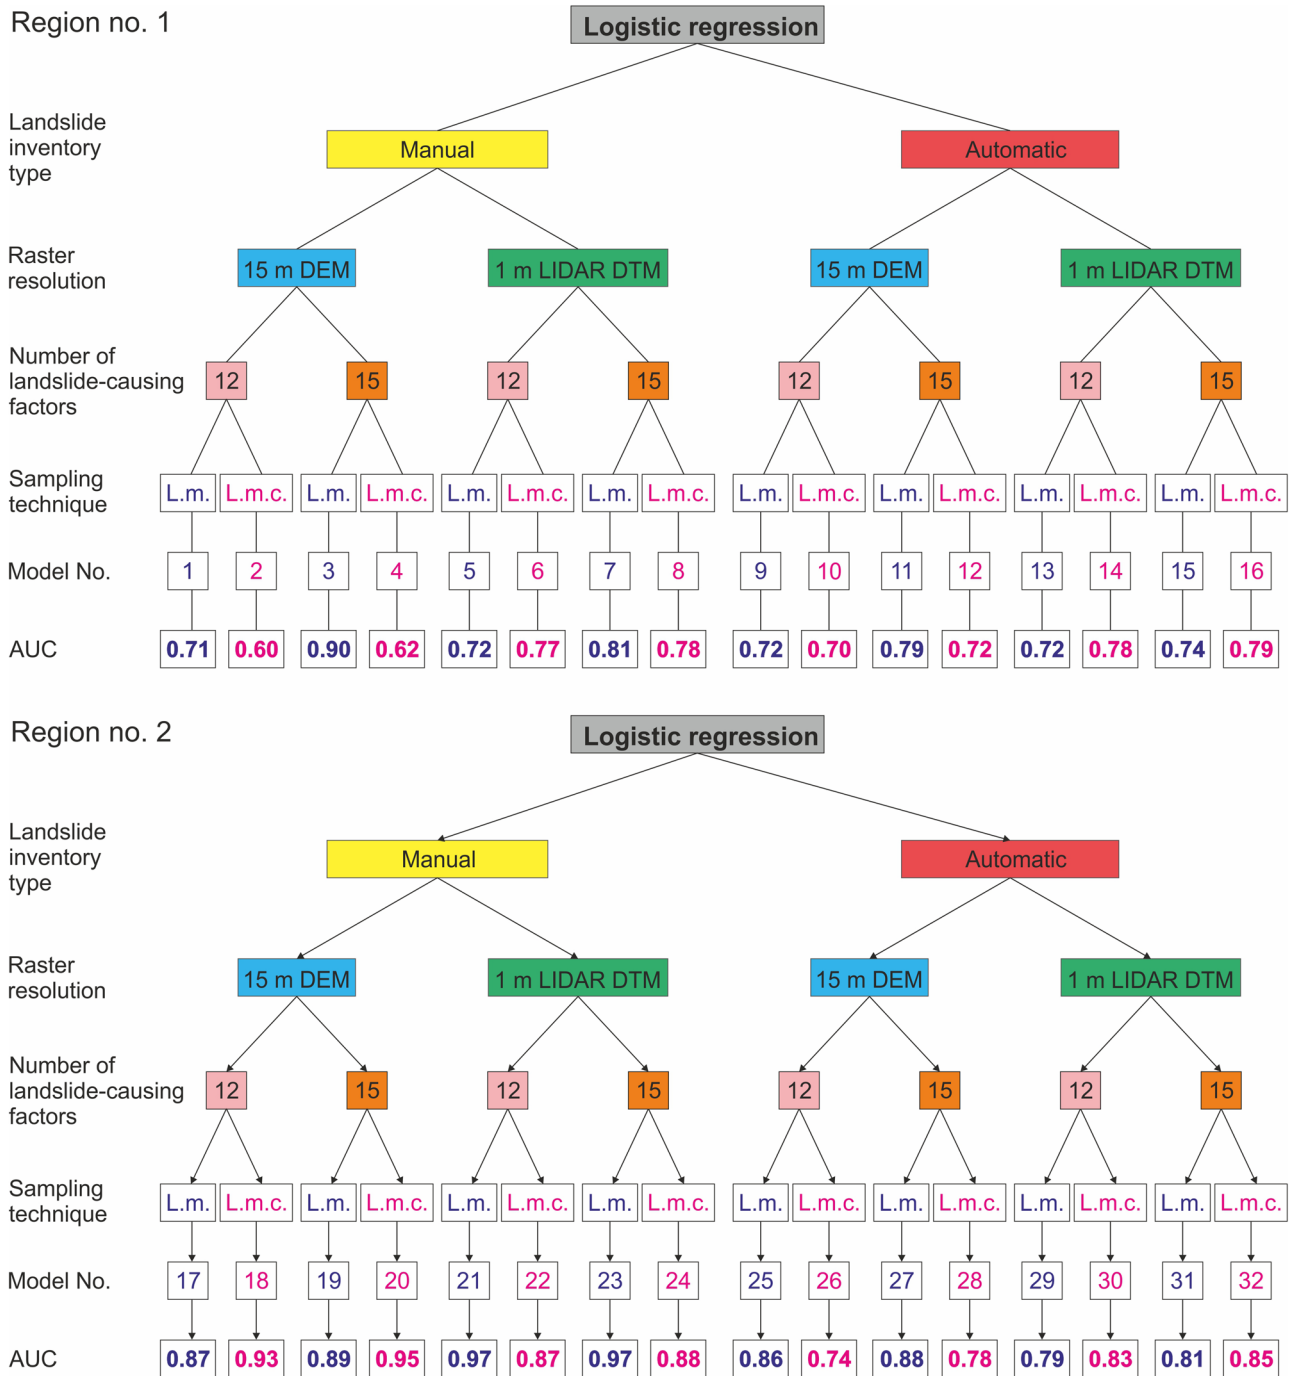 Region no. 1
Logistic regression
Landslide
inventory
type
Manual
Automatic
Raster
resolution
15 m DEM
1 m LIDAR DTM
15 m DEM
1 m LIDAR DTM
Number of
landslide-causing
factors
12
15
12
15
12
15
12
15
Sampling
technique
L.m.
L.m.c.
L.m.
L.m.c.
L.m.
L.m.c.
L.m.
L.m.c.
L.m.
L.m.c.
L.m.
L.m.c.
L.m.
L.m.c.
L.m.
L.m.c.
Model No.
1
2
3
4
5
6
7
8
9
10
11
12
13
14
15
16
AUC
0.71
0.60
0.90
0.62
0.72
0.77
0.81
0.78
0.72
0.70
0.79
0.72
0.72
0.78
0.74
0.79
Region no. 2
Logistic regression
Landslide
inventory
type
Manual
Automatic
Raster
resolution
15 m DEM
1 m LIDAR DTM
15 m DEM
1 m LIDAR DTM
Number of
landslide-causing
factors
12
15
12
15
12
15
12
15
Sampling
technique
L.m.
L.m.c.
L.m.
L.m.c.
L.m.
L.m.c.
L.m.
L.m.c.
L.m.
L.m.c.
L.m.
L.m.c.
L.m.
L.m.c.
L.m.
L.m.c.
Model No.
17
18
19
20
21
22
23
24
25
26
27
28
29
30
31
32
AUC
0.87
0.93
0.89
0.95
0.97
0.87
0.97
0.88
0.86
0.74
0.88
0.78
0.79
0.83
0.81
0.85